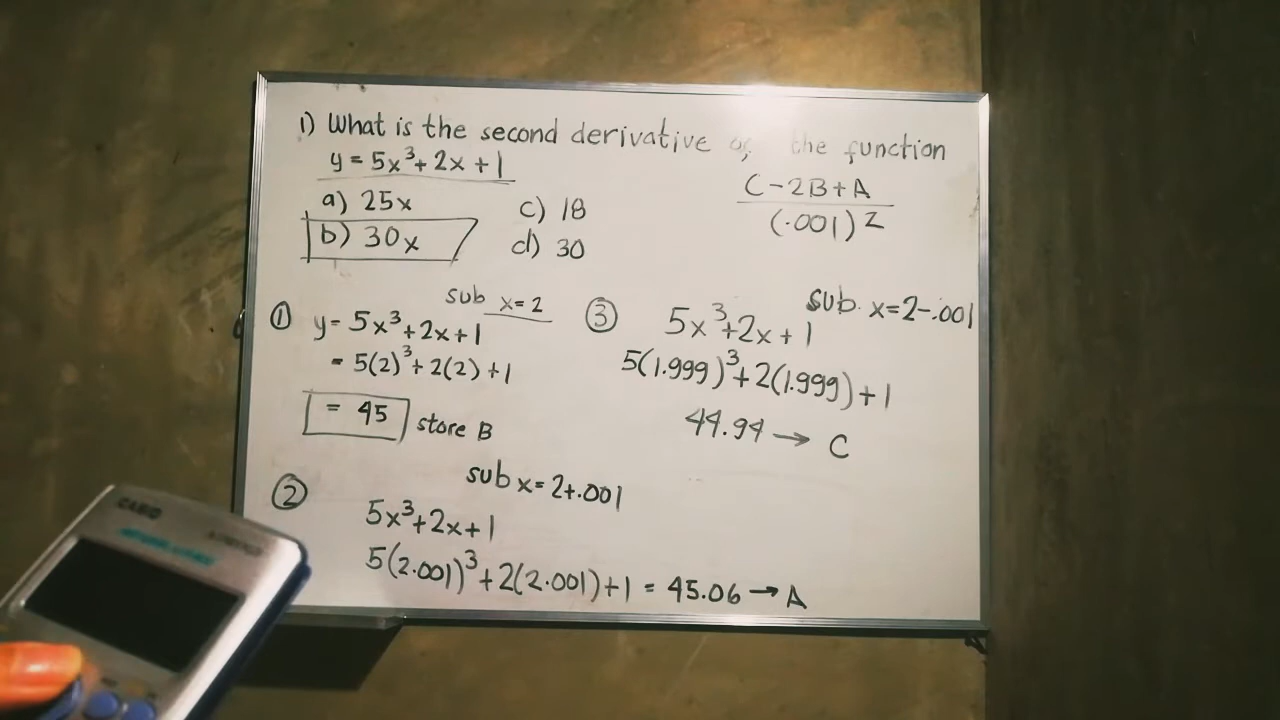 1) What is the second derivative of the function
y = 5x³+ 2x + 1
a) 25x
b) 30x
c) 18
d) 30
C - 2B + A
(.001)²
① sub x= 2
y= 5x³+2x+1
= 5(2)³+ 2(2) +1
= 45 store B
② sub x= 2+.001
5x³+2x+1
5(2.001)³+2(2.001)+1 = 45.06 → A
③ sub. x=2-.001
5x³+2x+1
5(1.999)³+2(1.999)+1
44.94 → C
CASIO